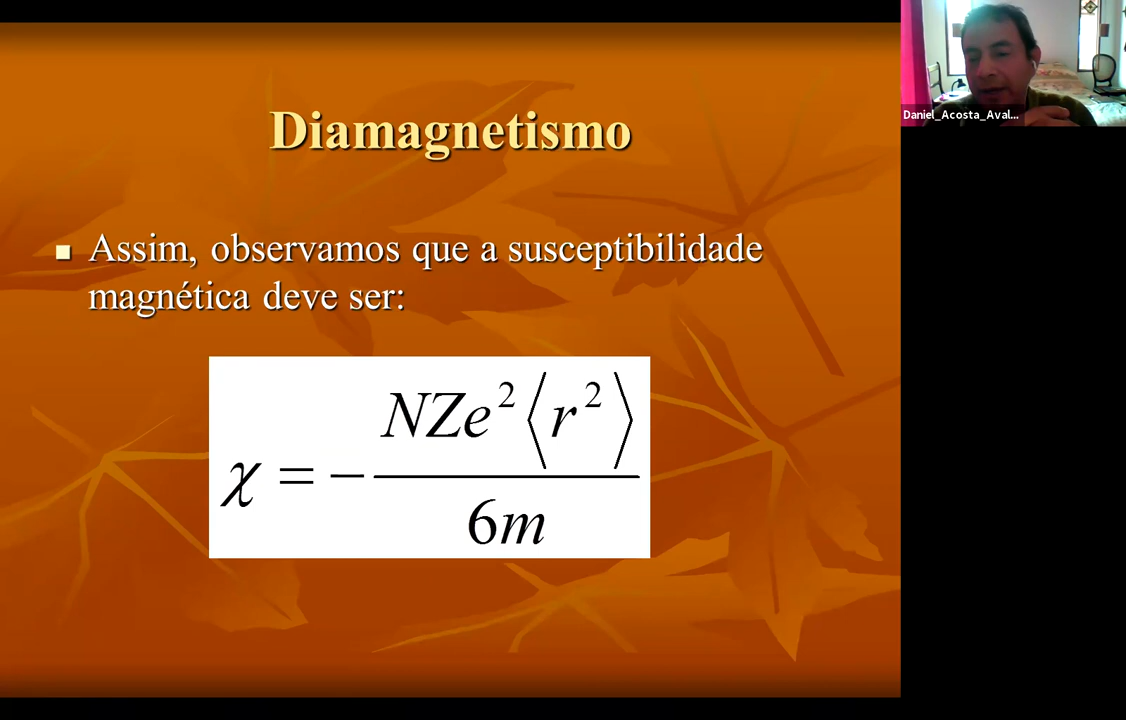 Diamagnetismo
Assim, observamos que a susceptibilidade
magnética deve ser:
χ = − NZe²⟨r²⟩ / 6m
Daniel_Acosta_Aval...